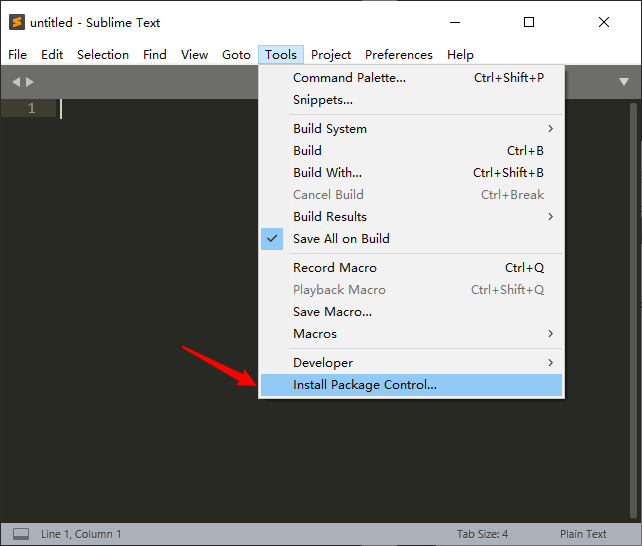 untitled - Sublime Text
File Edit Selection Find View Goto Tools Project Preferences Help
Command Palette... Ctrl+Shift+P
Snippets...
1
Build System
Build Ctrl+B
Build With... Ctrl+Shift+B
Cancel Build Ctrl+Break
Build Results
Save All on Build
Record Macro Ctrl+Q
Playback Macro Ctrl+Shift+Q
Save Macro...
Macros
Developer
Install Package Control...
Line 1, Column 1 Tab Size: 4 Plain Text